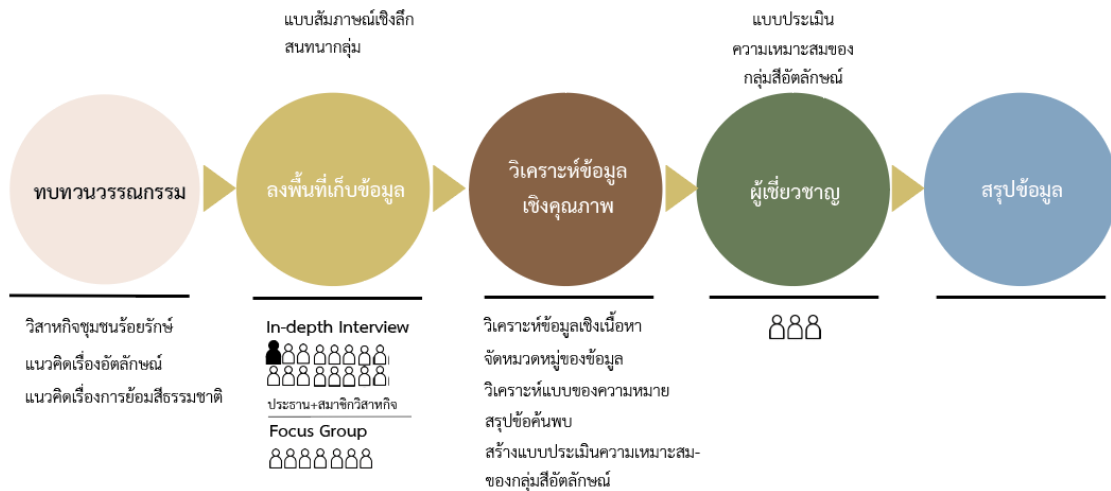 แบบสัมภาษณ์เชิงลึก
สนทนากลุ่ม
แบบประเมิน
ความเหมาะสมของ
กลุ่มสีอัตลักษณ์
ทบทวนวรรณกรรม
ลงพื้นที่เก็บข้อมูล
วิเคราะห์ข้อมูล
เชิงคุณภาพ
ผู้เชี่ยวชาญ
สรุปข้อมูล
วิสาหกิจชุมชนร้อยรักษ์
แนวคิดเรื่องอัตลักษณ์
แนวคิดเรื่องการย้อมสีธรรมชาติ
In-depth Interview
ประธาน+สมาชิกวิสาหกิจ
Focus Group
วิเคราะห์ข้อมูลเชิงเนื้อหา
จัดหมวดหมู่ของข้อมูล
วิเคราะห์แบบของความหมาย
สรุปข้อค้นพบ
สร้างแบบประเมินความเหมาะสม-
ของกลุ่มสีอัตลักษณ์